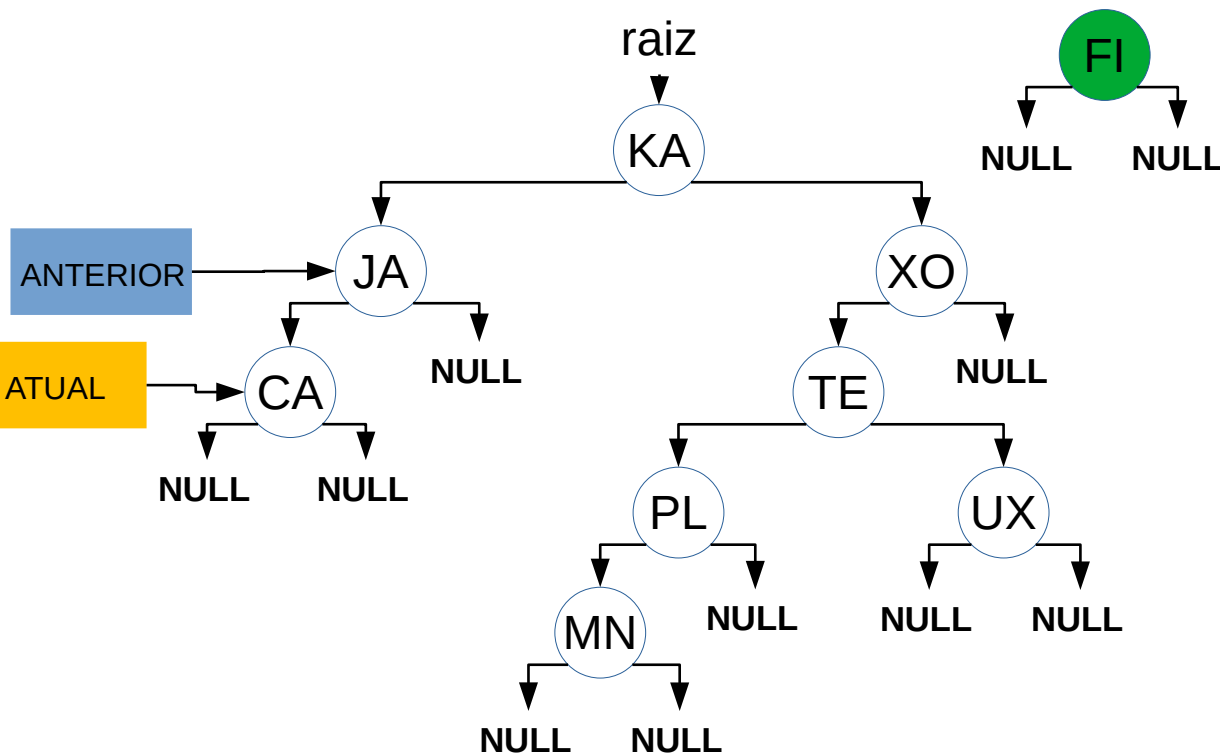 raiz
FI
NULL NULL
KA
ANTERIOR
JA
XO
NULL
NULL
ATUAL
CA
TE
NULL NULL
PL
UX
NULL
NULL NULL
MN
NULL NULL